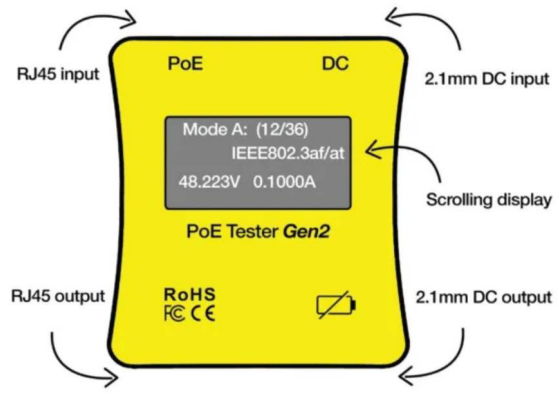 PoE DC
RJ45 input
2.1mm DC input
Mode A: (12/36)
IEEE802.3af/at
48.223V 0.1000A
Scrolling display
PoE Tester Gen2
RJ45 output
RoHS
FC CE
2.1mm DC output